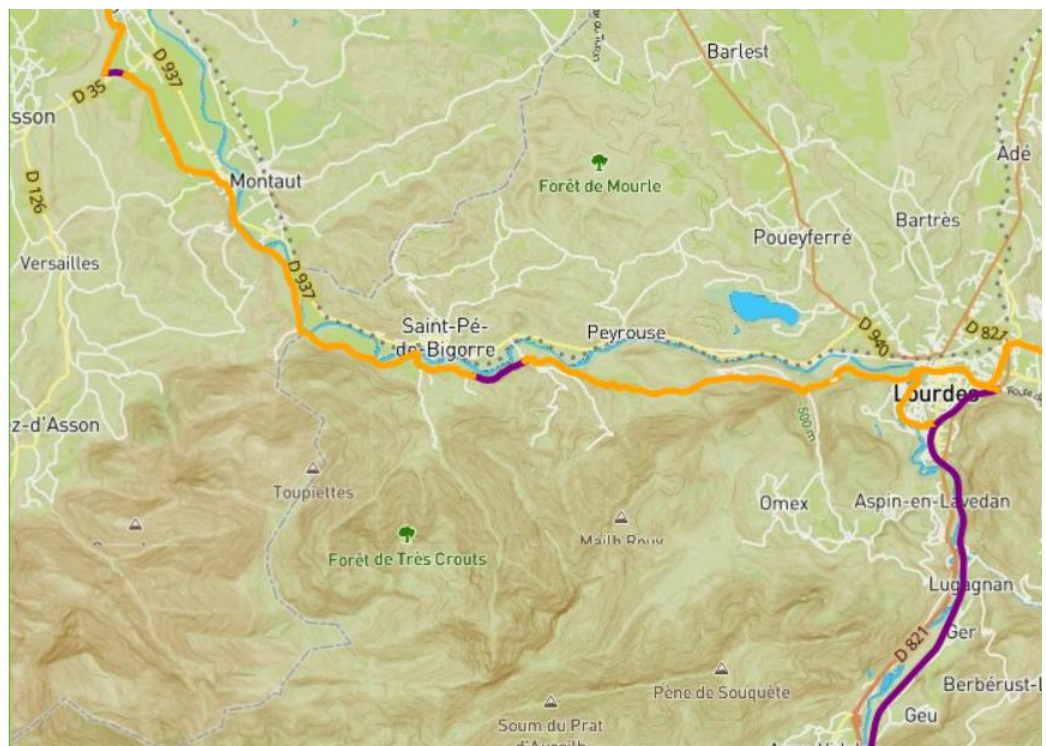 Barlest
D 937
D 35
sson
Adé
Forêt de Mourle
Montaut
D 126
Bartrès
Poueyferré
Versailles
D 937
Saint-Pé-
de-Bigorre
Peyrouse
D 940
D 821
Lourdes
Route de
z-d'Asson
500 m
Toupiettes
Omex
Aspin-en-Lavedan
Mailh Rouy
Forêt de Très Crouts
Lugagnan
Ger
D 821
Pène de Souquète
Berbérust-L
Geu
Soum du Prat